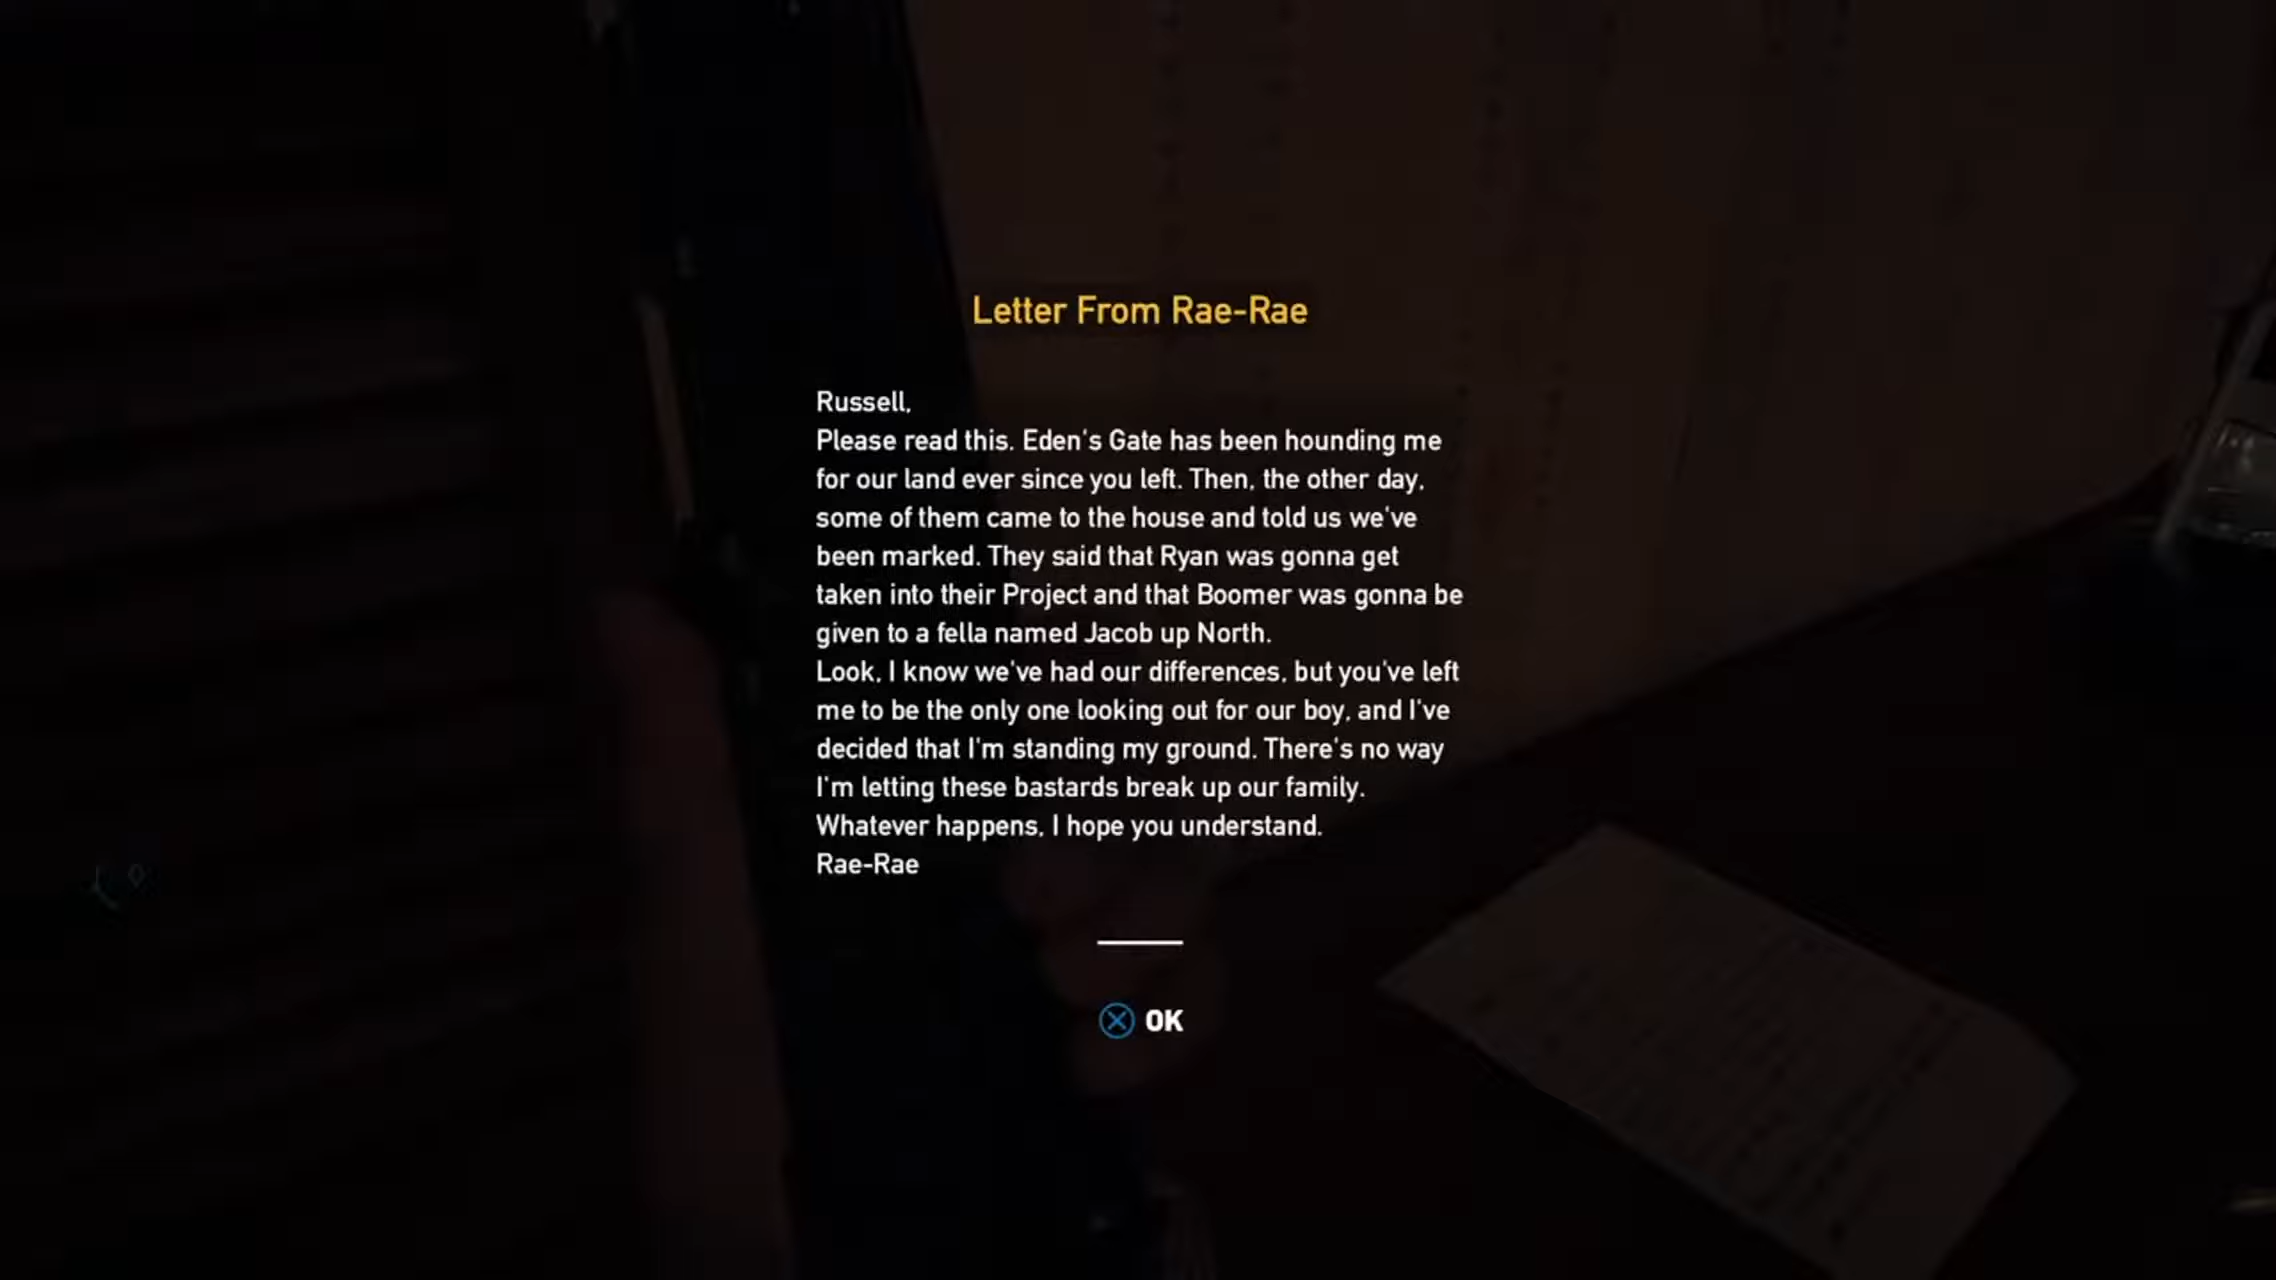 Letter From Rae-Rae
Russell,
Please read this. Eden's Gate has been hounding me
for our land ever since you left. Then, the other day,
some of them came to the house and told us we've
been marked. They said that Ryan was gonna get
taken into their Project and that Boomer was gonna be
given to a fella named Jacob up North.
Look, I know we've had our differences, but you've left
me to be the only one looking out for our boy, and I've
decided that I'm standing my ground. There's no way
I'm letting these bastards break up our family.
Whatever happens, I hope you understand.
Rae-Rae
OK